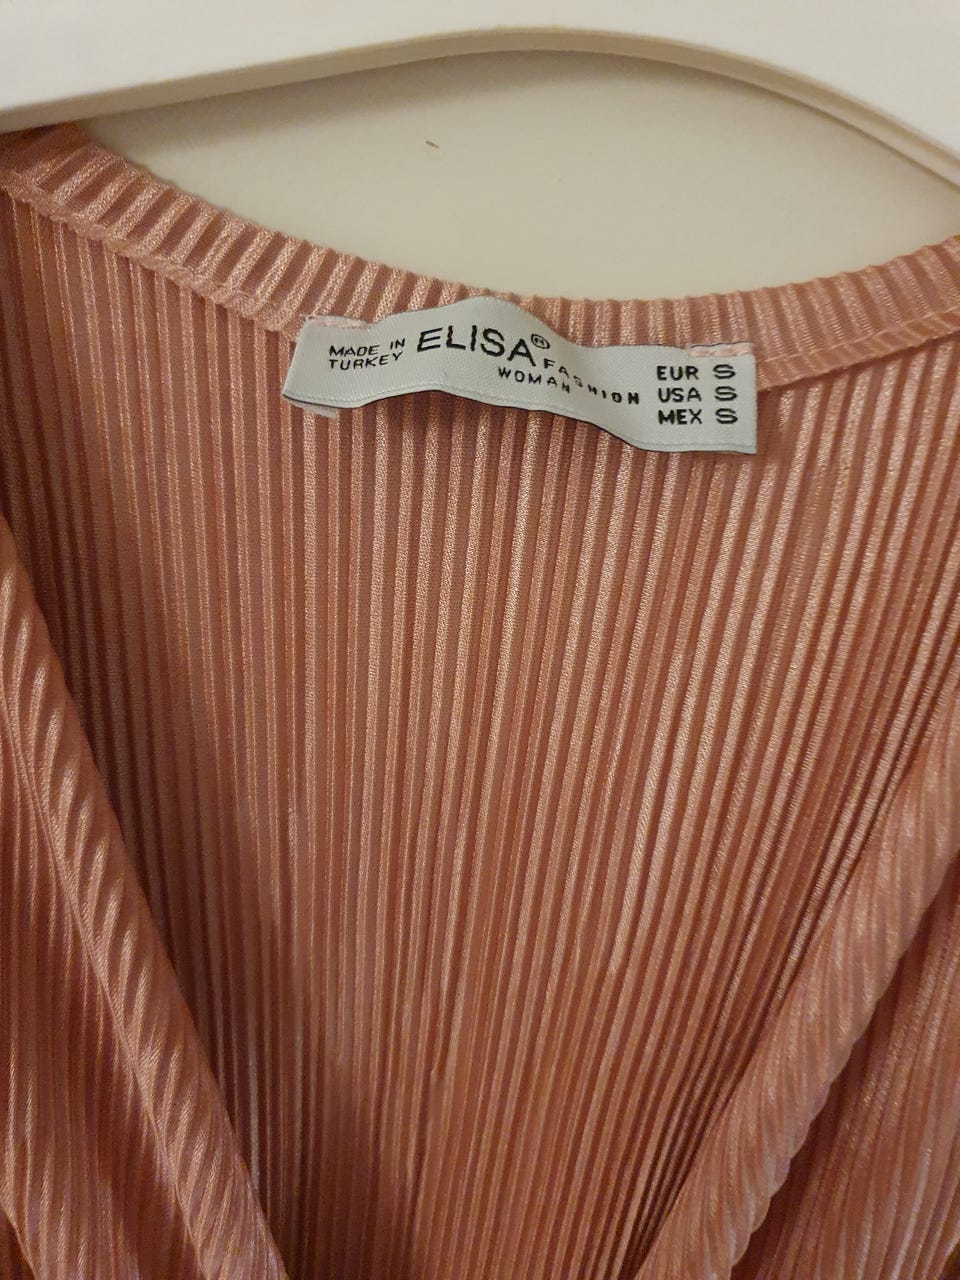 MADE IN
TURKEY
ELISA®
WOMAN FASHION
EUR S
USA S
MEX S